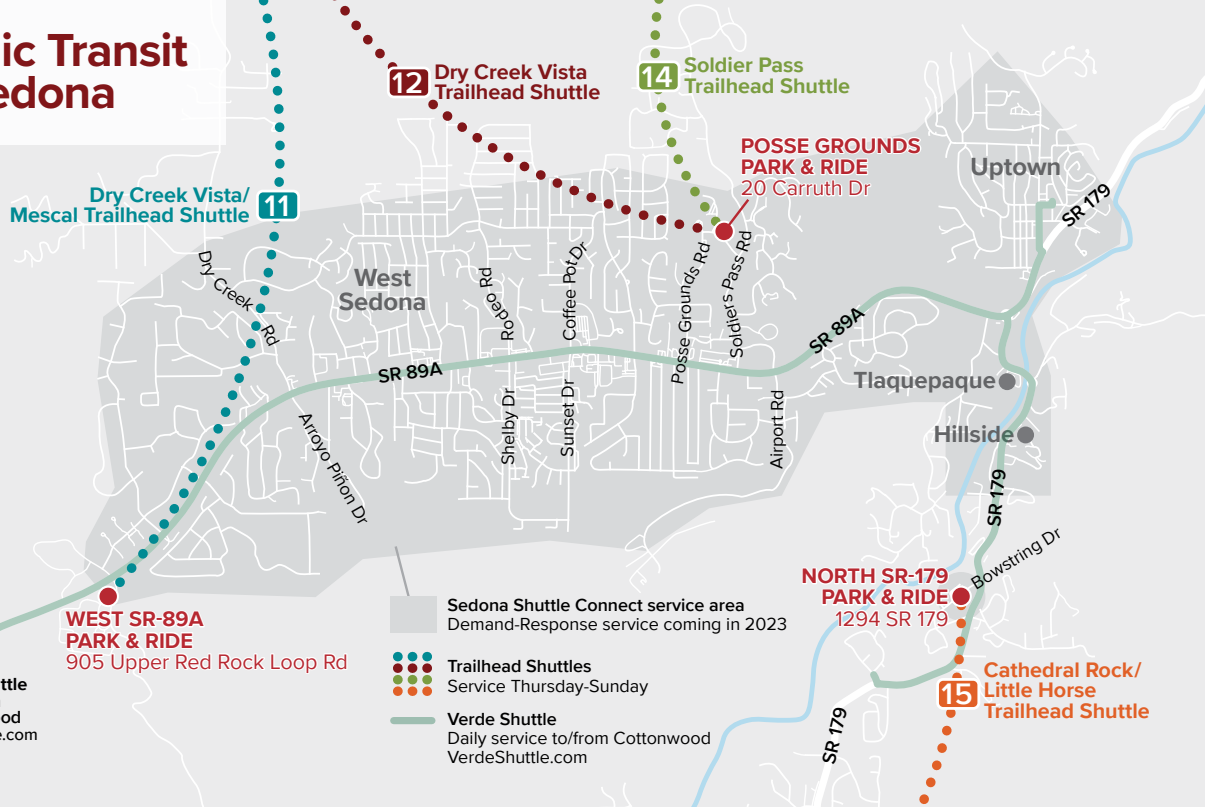 ic Transit
edona
12
Dry Creek Vista
Trailhead Shuttle
14
Soldier Pass
Trailhead Shuttle
POSSE GROUNDS
PARK & RIDE
20 Carruth Dr
Uptown
SR 179
Dry Creek Vista/
Mescal Trailhead Shuttle
11
Dry Creek Rd
West
Sedona
Rodeo Rd
Coffee Pot Dr
Posse Grounds Rd
Soldiers Pass Rd
SR 89A
SR 89A
Tlaquepaque
Hillside
Arroyo Piñon Dr
Shelby Dr
Sunset Dr
Airport Rd
SR 179
Bowstring Dr
WEST SR-89A
PARK & RIDE
905 Upper Red Rock Loop Rd
NORTH SR-179
PARK & RIDE
1294 SR 179
Sedona Shuttle Connect service area
Demand-Response service coming in 2023
Trailhead Shuttles
Service Thursday-Sunday
Verde Shuttle
Daily service to/from Cottonwood
VerdeShuttle.com
15
Cathedral Rock/
Little Horse
Trailhead Shuttle
SR 179
ttle
od
e.com